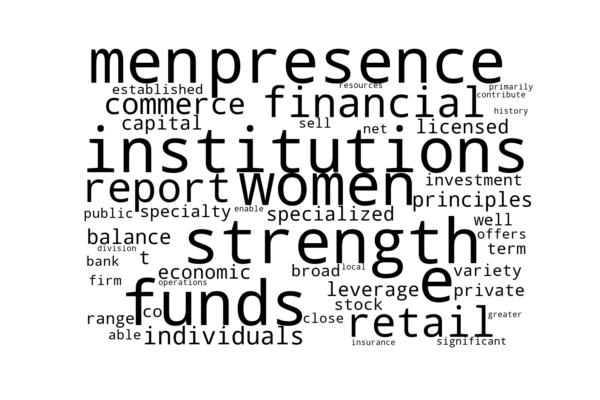 men presence
established resources primarily
commerce financial contribute
capital sell net licensed history
institutions
report women investment
principles
public specialty enable specialized well
balance strength offers
division t term
bank economic broad local e variety
firm operations funds leverage private
range co close stock retail greater
able individuals insurance significant